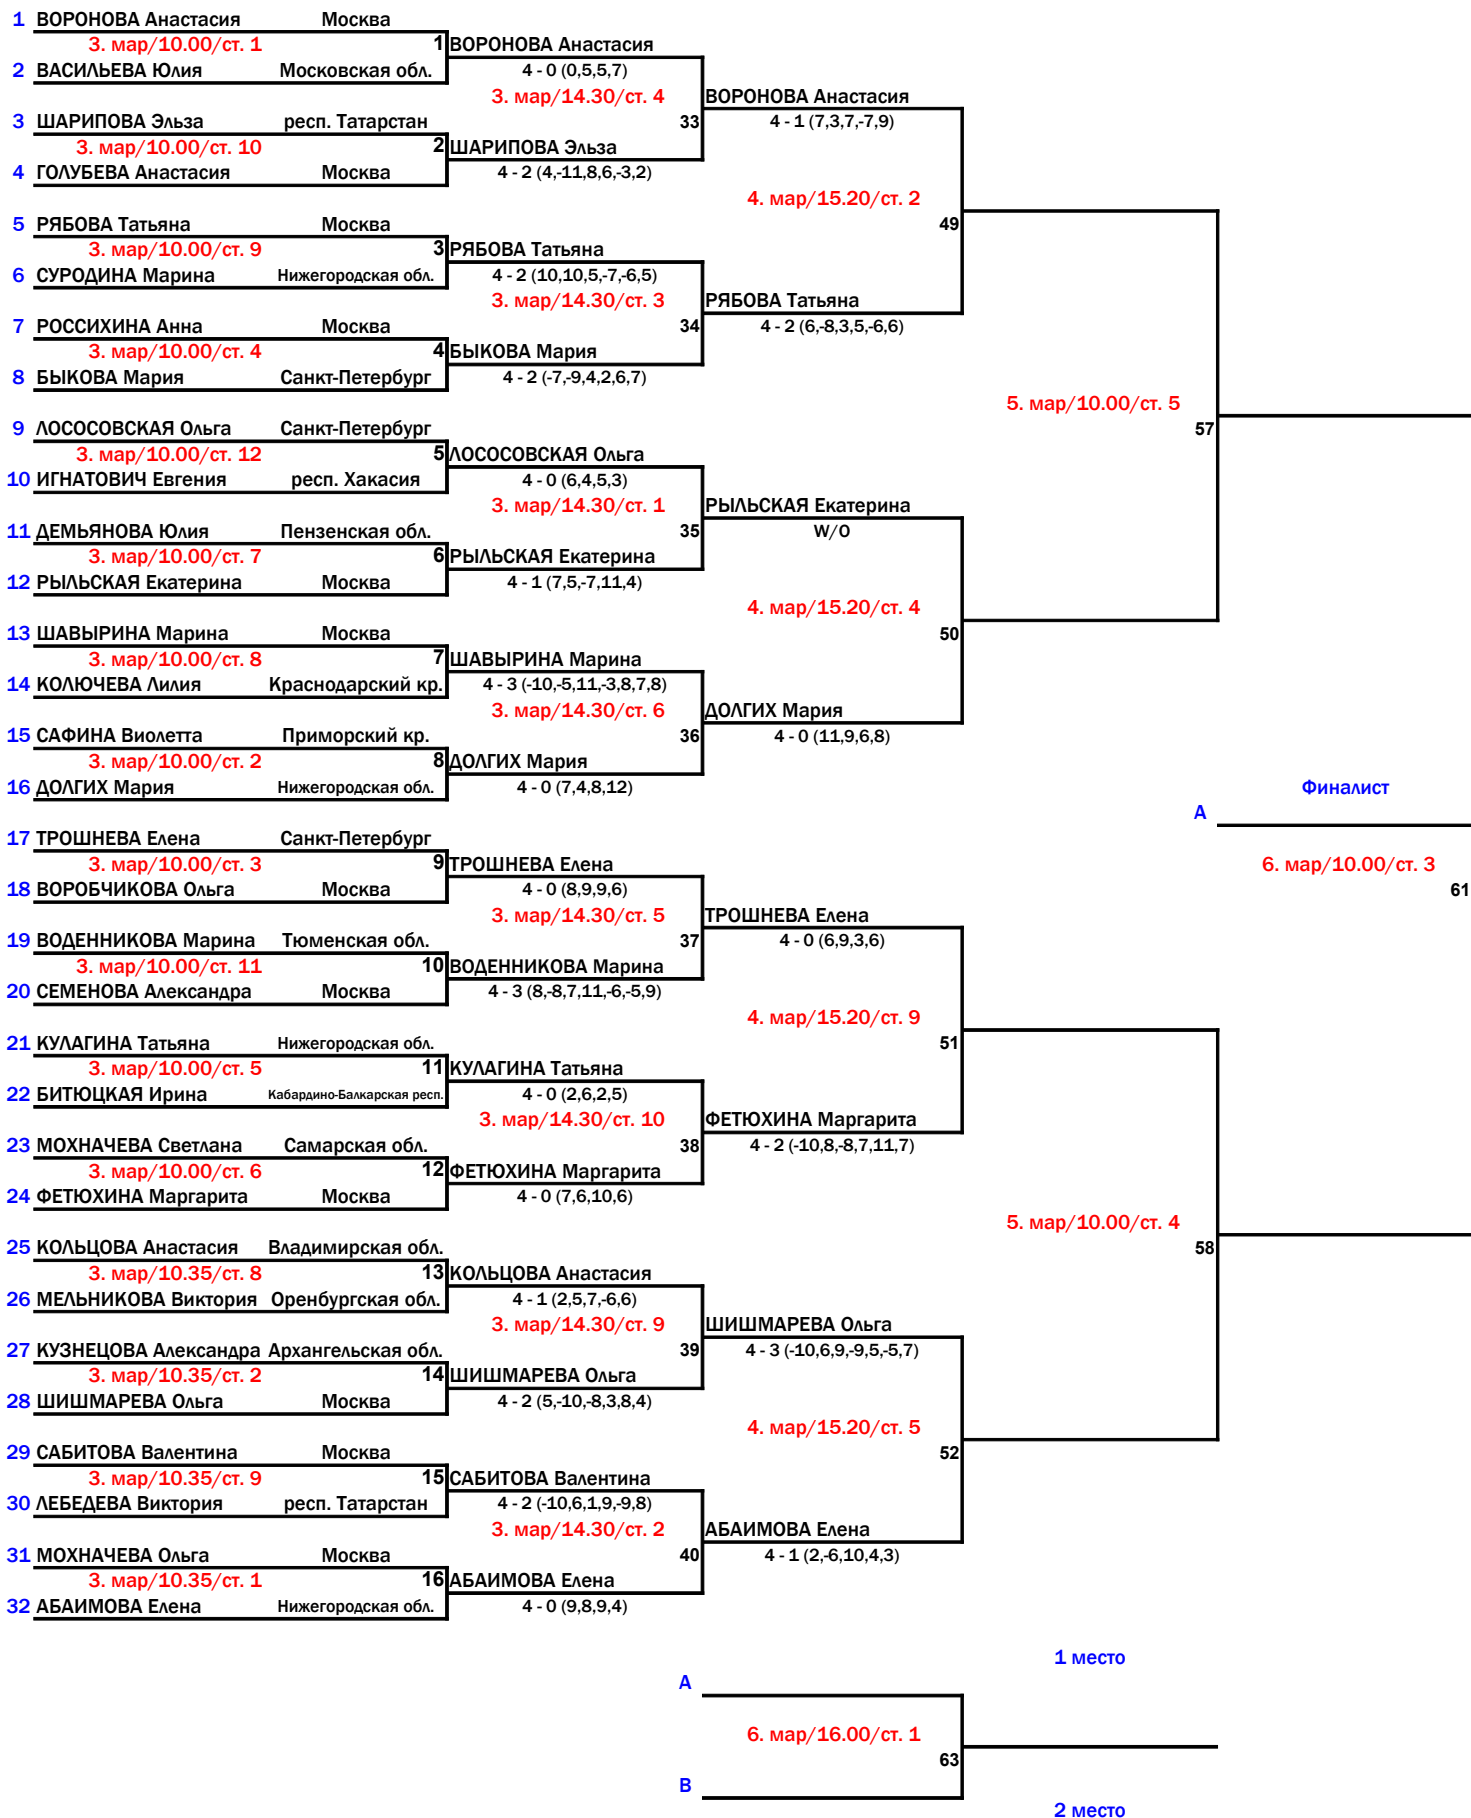 1 ВОРОНОВА Анастасия Москва
3. мар/10.00/ст. 1 1 ВОРОНОВА Анастасия
2 ВАСИЛЬЕВА Юлия Московская обл. 4 - 0 (0,5,5,7)
3. мар/14.30/ст. 4 ВОРОНОВА Анастасия
3 ШАРИПОВА Эльза респ. Татарстан 33 4 - 1 (7,3,7,-7,9)
3. мар/10.00/ст. 10 2 ШАРИПОВА Эльза
4 ГОЛУБЕВА Анастасия Москва 4 - 2 (4,-11,8,6,-3,2)
4. мар/15.20/ст. 2
5 РЯБОВА Татьяна Москва 49
3. мар/10.00/ст. 9 3 РЯБОВА Татьяна
6 СУРОДИНА Марина Нижегородская обл. 4 - 2 (10,10,5,-7,-6,5)
3. мар/14.30/ст. 3 РЯБОВА Татьяна
7 РОССИХИНА Анна Москва 34 4 - 2 (6,-8,3,5,-6,6)
3. мар/10.00/ст. 4 4 БЫКОВА Мария
8 БЫКОВА Мария Санкт-Петербург 4 - 2 (-7,-9,4,2,6,7)
5. мар/10.00/ст. 5
9 ЛОСОСОВСКАЯ Ольга Санкт-Петербург 57
3. мар/10.00/ст. 12 5 ЛОСОСОВСКАЯ Ольга
10 ИГНАТОВИЧ Евгения респ. Хакасия 4 - 0 (6,4,5,3)
3. мар/14.30/ст. 1 РЫЛЬСКАЯ Екатерина
11 ДЕМЬЯНОВА Юлия Пензенская обл. 35 W/O
3. мар/10.00/ст. 7 6 РЫЛЬСКАЯ Екатерина
12 РЫЛЬСКАЯ Екатерина Москва 4 - 1 (7,5,-7,11,4)
4. мар/15.20/ст. 4
13 ШАВЫРИНА Марина Москва 50
3. мар/10.00/ст. 8 7 ШАВЫРИНА Марина
14 КОЛЮЧЕВА Лилия Краснодарский кр. 4 - 3 (-10,-5,11,-3,8,7,8)
3. мар/14.30/ст. 6 ДОЛГИХ Мария
15 САФИНА Виолетта Приморский кр. 36 4 - 0 (11,9,6,8)
3. мар/10.00/ст. 2 8 ДОЛГИХ Мария
16 ДОЛГИХ Мария Нижегородская обл. 4 - 0 (7,4,8,12) Финалист
A
17 ТРОШНЕВА Елена Санкт-Петербург
3. мар/10.00/ст. 3 9 ТРОШНЕВА Елена 6. мар/10.00/ст. 3
18 ВОРОБЧИКОВА Ольга Москва 4 - 0 (8,9,9,6) 61
3. мар/14.30/ст. 5 ТРОШНЕВА Елена
19 ВОДЕННИКОВА Марина Тюменская обл. 37 4 - 0 (6,9,3,6)
3. мар/10.00/ст. 11 10 ВОДЕННИКОВА Марина
20 СЕМЕНОВА Александра Москва 4 - 3 (8,-8,7,11,-6,-5,9)
4. мар/15.20/ст. 9
21 КУЛАГИНА Татьяна Нижегородская обл. 51
3. мар/10.00/ст. 5 11 КУЛАГИНА Татьяна
22 БИТЮЦКАЯ Ирина Кабардино-Балкарская респ. 4 - 0 (2,6,2,5)
3. мар/14.30/ст. 10 ФЕТЮХИНА Маргарита
23 МОХНАЧЕВА Светлана Самарская обл. 38 4 - 2 (-10,8,-8,7,11,7)
3. мар/10.00/ст. 6 12 ФЕТЮХИНА Маргарита
24 ФЕТЮХИНА Маргарита Москва 4 - 0 (7,6,10,6)
5. мар/10.00/ст. 4
25 КОЛЬЦОВА Анастасия Владимирская обл. 58
3. мар/10.35/ст. 8 13 КОЛЬЦОВА Анастасия
26 МЕЛЬНИКОВА Виктория Оренбургская обл. 4 - 1 (2,5,7,-6,6)
3. мар/14.30/ст. 9 ШИШМАРЕВА Ольга
27 КУЗНЕЦОВА Александра Архангельская обл. 39 4 - 3 (-10,6,9,-9,5,-5,7)
3. мар/10.35/ст. 2 14 ШИШМАРЕВА Ольга
28 ШИШМАРЕВА Ольга Москва 4 - 2 (5,-10,-8,3,8,4)
4. мар/15.20/ст. 5
29 САБИТОВА Валентина Москва 52
3. мар/10.35/ст. 9 15 САБИТОВА Валентина
30 ЛЕБЕДЕВА Виктория респ. Татарстан 4 - 2 (-10,6,1,9,-9,8)
3. мар/14.30/ст. 2 АБАИМОВА Елена
31 МОХНАЧЕВА Ольга Москва 40 4 - 1 (2,-6,10,4,3)
3. мар/10.35/ст. 1 16 АБАИМОВА Елена
32 АБАИМОВА Елена Нижегородская обл. 4 - 0 (9,8,9,4)
1 место
A
6. мар/16.00/ст. 1
63
B
2 место